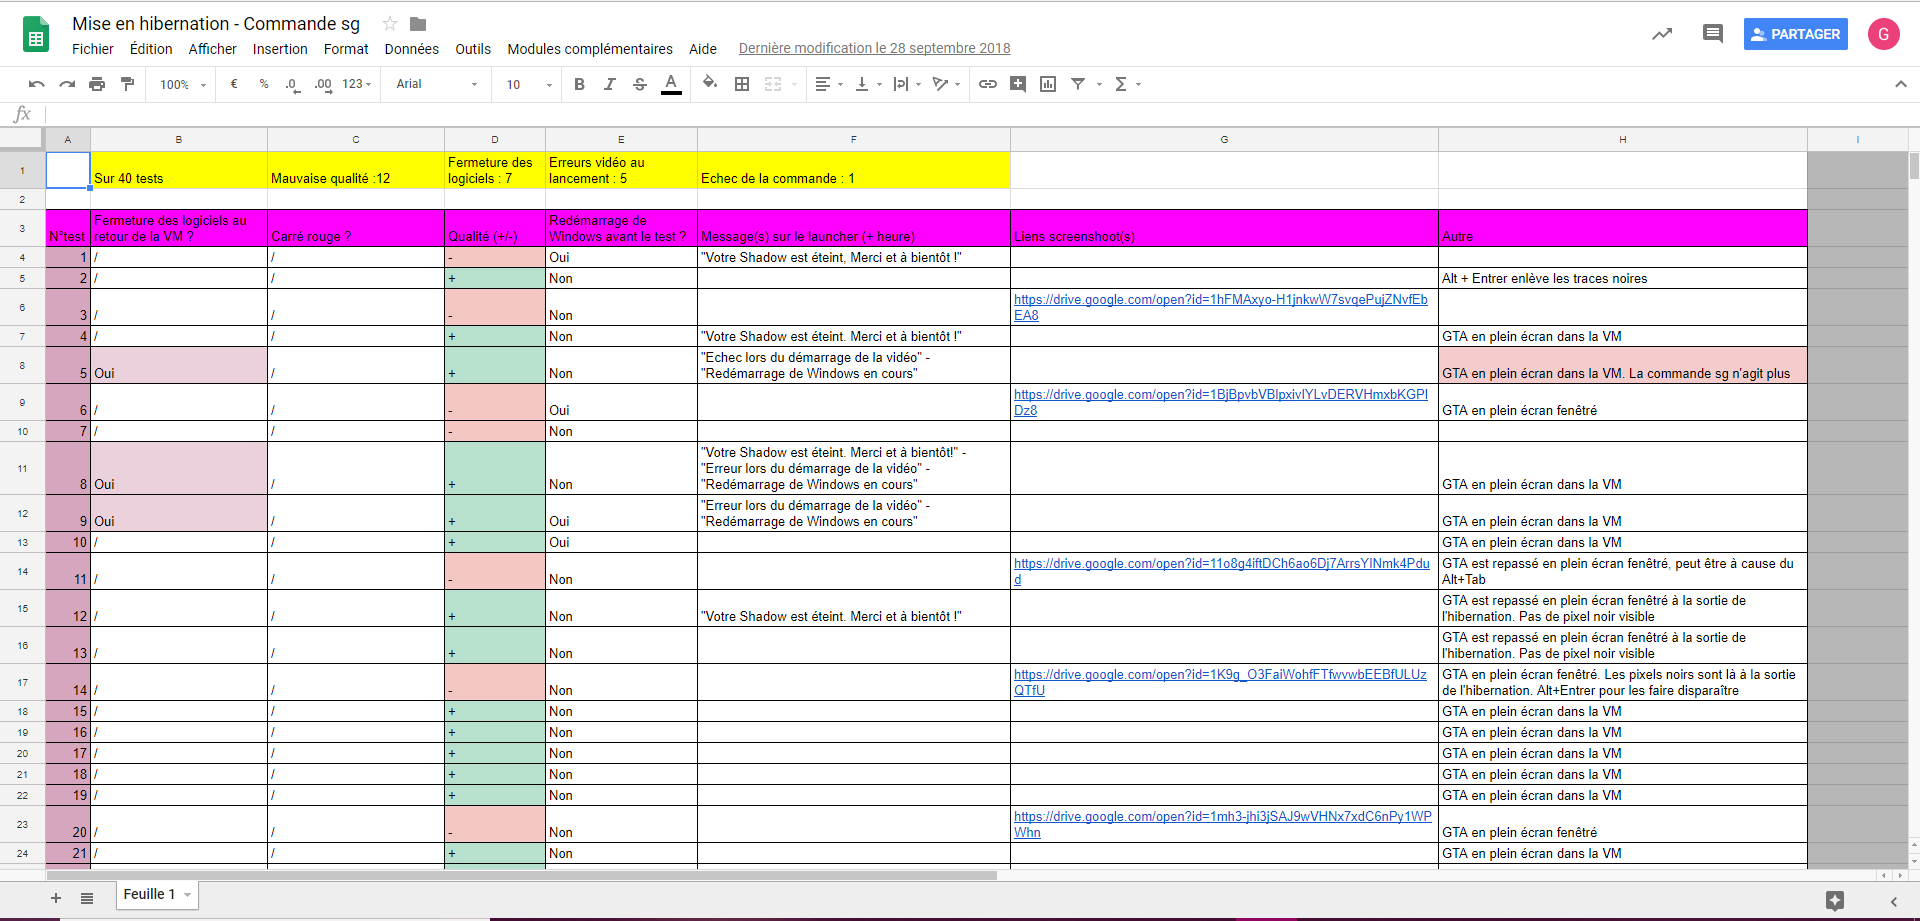 Mise en hibernation - Commande sg
Fichier Édition Afficher Insertion Format Données Outils Modules complémentaires Aide Dernière modification le 28 septembre 2018
PARTAGER
G
100% € % .0 .00 123 Arial 10 B I S A Σ
fx
A B C D E F G H I
1 Sur 40 tests Mauvaise qualité :12 Fermeture des logiciels : 7 Erreurs vidéo au lancement : 5 Echec de la commande : 1
2
3 N°test Fermeture des logiciels au retour de la VM ? Carré rouge ? Qualité (+/-) Redémarrage de Windows avant le test ? Message(s) sur le launcher (+ heure) Liens screenshoot(s) Autre
4 1 / / - Oui "Votre Shadow est éteint, Merci et à bientôt !"
5 2 / / + Non Alt + Entrer enlève les traces noires
6 3 / / - Non https://drive.google.com/open?id=1hFMAxyo-H1jnkwW7svqePujZNvfEbEA8
7 4 / / + Non "Votre Shadow est éteint. Merci et à bientôt !" GTA en plein écran dans la VM
8 5 Oui / + Non "Echec lors du démarrage de la vidéo" - "Redémarrage de Windows en cours" GTA en plein écran dans la VM. La commande sg n'agit plus
9 6 / / - Oui https://drive.google.com/open?id=1BjBpvbVBIpxivIYLvDERVHmxbKGPIDz8 GTA en plein écran fenêtré
10 7 / / - Non
11 8 Oui / + Non "Votre Shadow est éteint. Merci et à bientôt!" - "Erreur lors du démarrage de la vidéo" - "Redémarrage de Windows en cours" GTA en plein écran dans la VM
12 9 Oui / + Oui "Erreur lors du démarrage de la vidéo" - "Redémarrage de Windows en cours" GTA en plein écran dans la VM
13 10 / / + Oui GTA en plein écran dans la VM
14 11 / / - Non https://drive.google.com/open?id=11o8g4iftDCh6ao6Dj7ArrsYINmk4Pdud GTA est repassé en plein écran fenêtré, peut être à cause du Alt+Tab
15 12 / / + Non "Votre Shadow est éteint. Merci et à bientôt !" GTA est repassé en plein écran fenêtré à la sortie de l'hibernation. Pas de pixel noir visible
16 13 / / + Non GTA est repassé en plein écran fenêtré à la sortie de l'hibernation. Pas de pixel noir visible
17 14 / / - Non https://drive.google.com/open?id=1K9g_O3FaiWohfFTfwvwbEEBfULUzQTfU GTA en plein écran fenêtré. Les pixels noirs sont là à la sortie de l'hibernation. Alt+Entrer pour les faire disparaître
18 15 / / + Non GTA en plein écran dans la VM
19 16 / / + Non GTA en plein écran dans la VM
20 17 / / + Non GTA en plein écran dans la VM
21 18 / / + Non GTA en plein écran dans la VM
22 19 / / + Non GTA en plein écran dans la VM
23 20 / / - Non https://drive.google.com/open?id=1mh3-jhi3jSAJ9wVHNx7xdC6nPy1WPWhn GTA en plein écran fenêtré
24 21 / / + Non GTA en plein écran dans la VM
Feuille 1